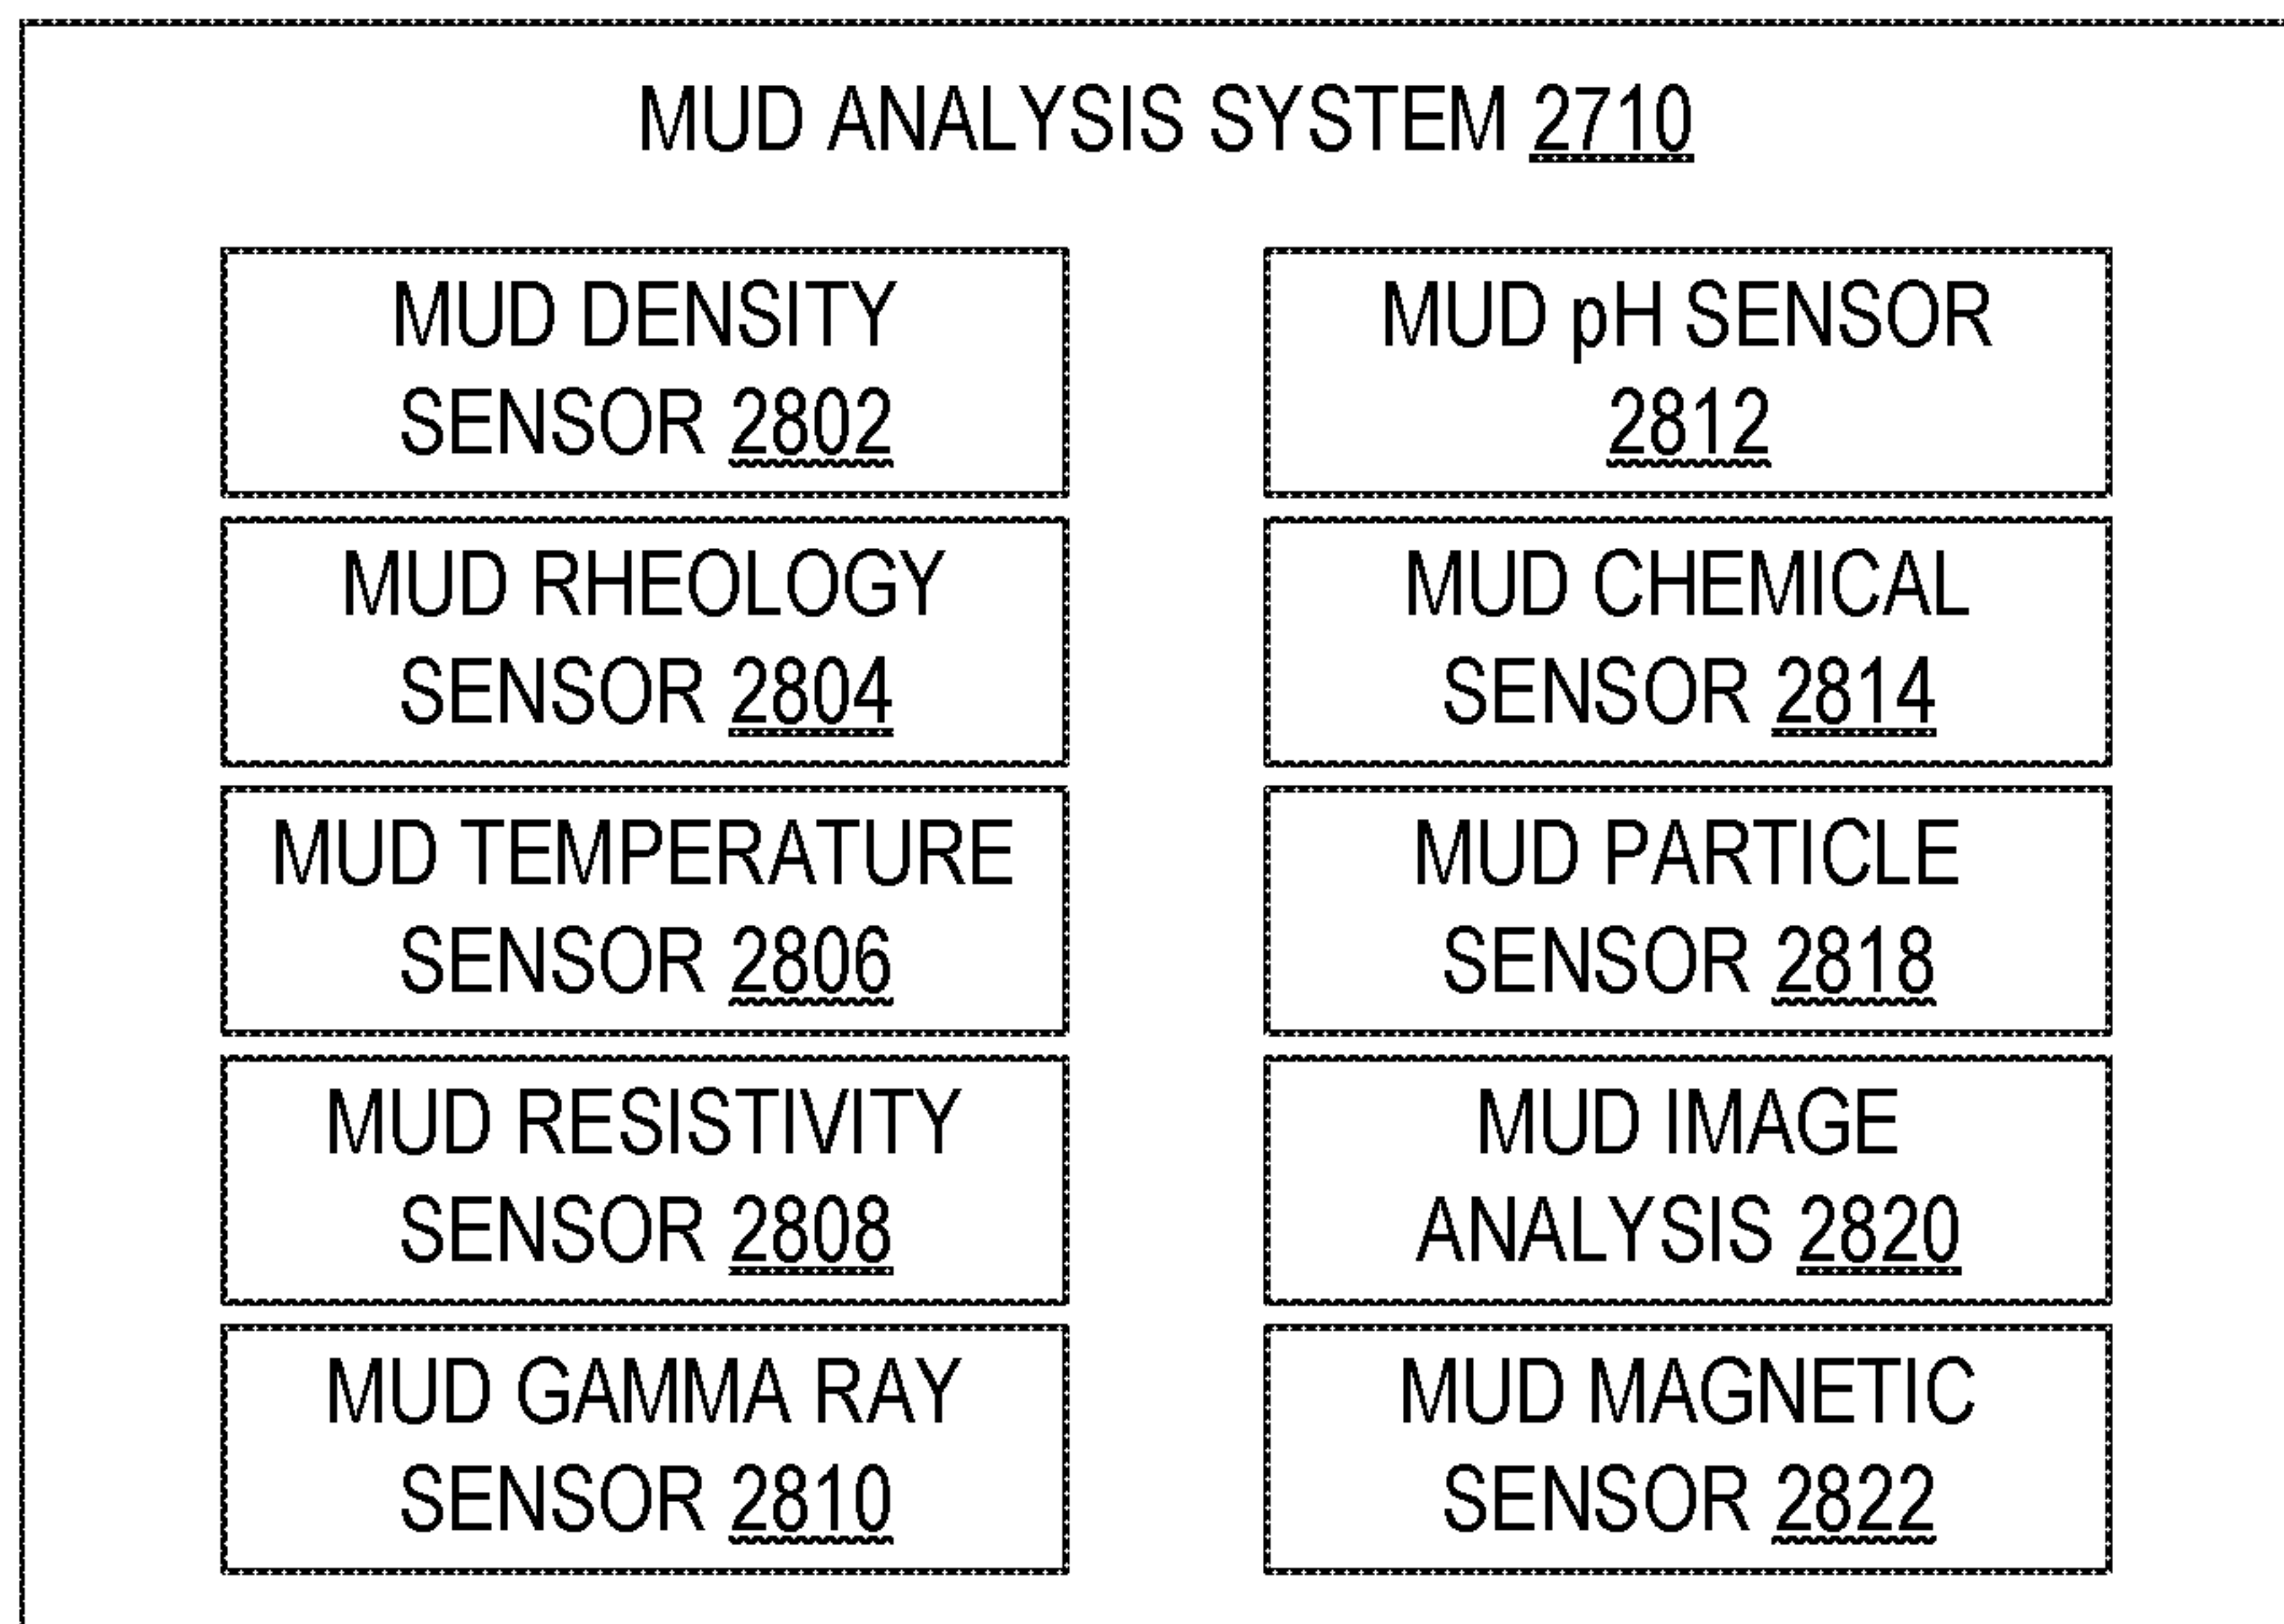 MUD ANALYSIS SYSTEM 2710
MUD DENSITY
SENSOR 2802
MUD RHEOLOGY
SENSOR 2804
MUD TEMPERATURE
SENSOR 2806
MUD RESISTIVITY
SENSOR 2808
MUD GAMMA RAY
SENSOR 2810
MUD pH SENSOR
2812
MUD CHEMICAL
SENSOR 2814
MUD PARTICLE
SENSOR 2818
MUD IMAGE
ANALYSIS 2820
MUD MAGNETIC
SENSOR 2822